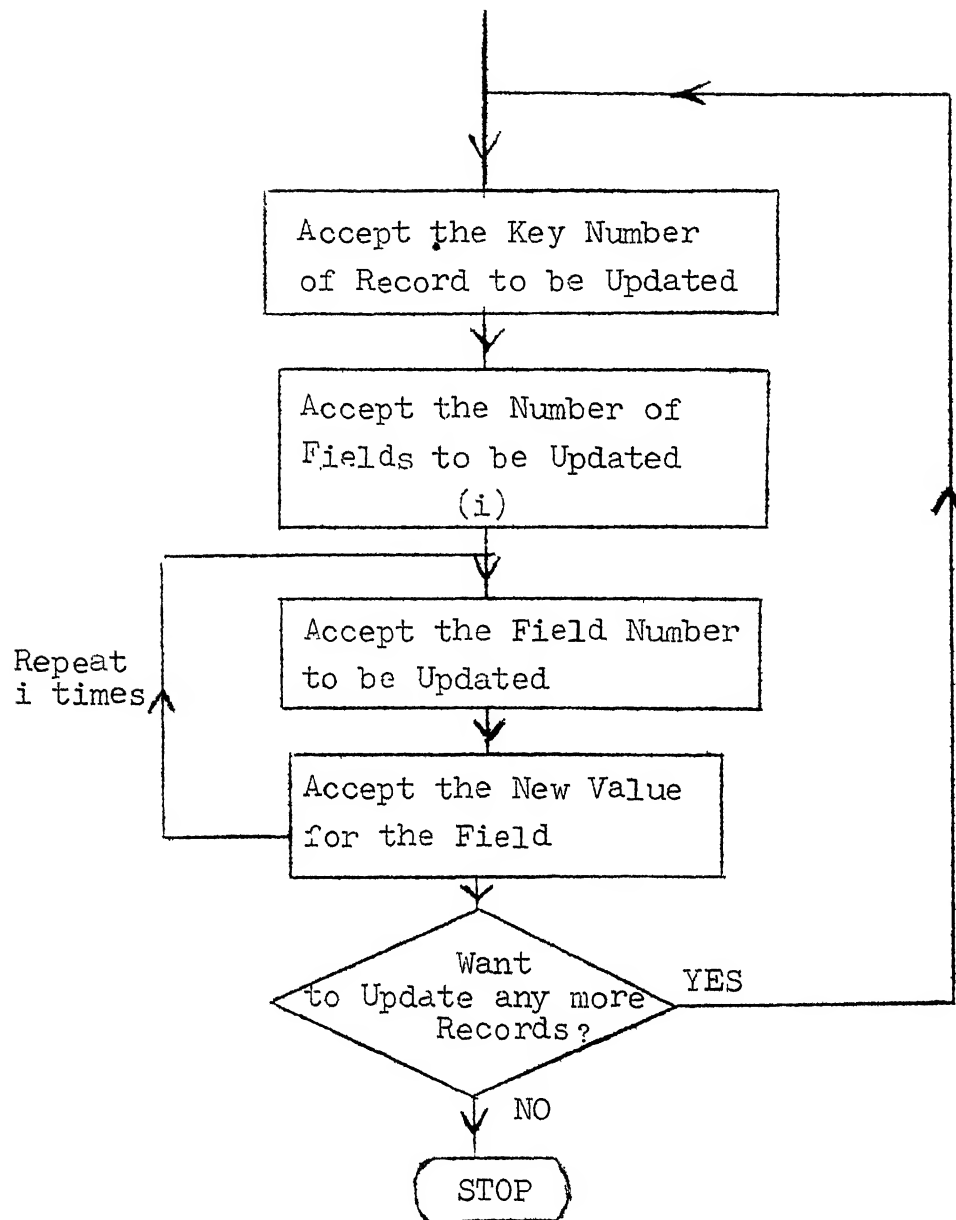 Accept the Key Number
of Record to be Updated
Accept the Number of
Fields to be Updated
(i)
Accept the Field Number
to be Updated
Repeat
i times
Accept the New Value
for the Field
Want
to Update any more
Records?
YES
NO
STOP